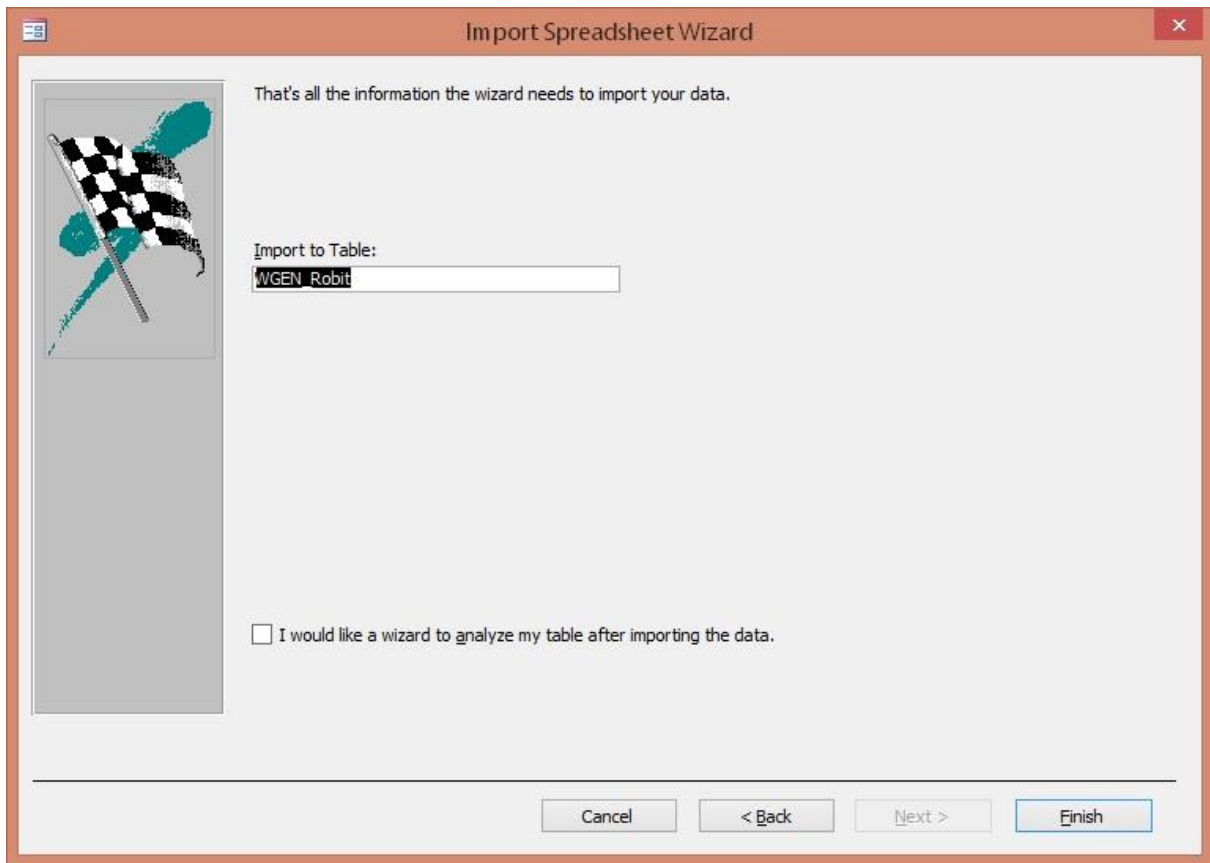 Import Spreadsheet Wizard
That's all the information the wizard needs to import your data.
Import to Table:
WGEN_Robit
I would like a wizard to analyze my table after importing the data.
Cancel
< Back
Next >
Finish